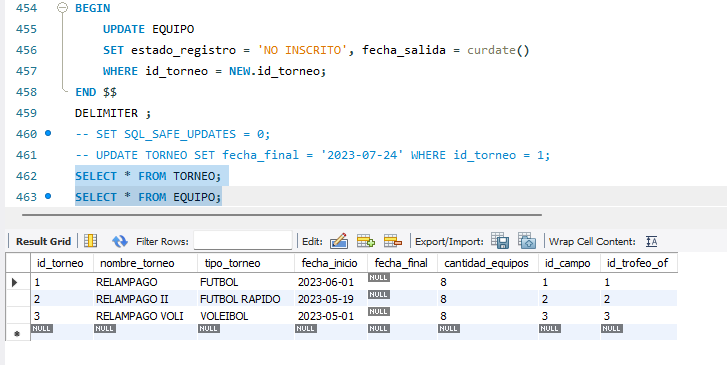 454 BEGIN
455 UPDATE EQUIPO
456 SET estado_registro = 'NO INSCRITO', fecha_salida = curdate()
457 WHERE id_torneo = NEW.id_torneo;
458 END $$
459 DELIMITER ;
460 -- SET SQL_SAFE_UPDATES = 0;
461 -- UPDATE TORNEO SET fecha_final = '2023-07-24' WHERE id_torneo = 1;
462 SELECT * FROM TORNEO;
463 SELECT * FROM EQUIPO;
Result Grid Filter Rows: Edit: Export/Import: Wrap Cell Content: IA
id_torneo nombre_torneo tipo_torneo fecha_inicio fecha_final cantidad_equipos id_campo id_trofeo_of
1 RELAMPAGO FUTBOL 2023-06-01 NULL 8 1 1
2 RELAMPAGO II FUTBOL RAPIDO 2023-05-19 NULL 8 2 2
3 RELAMPAGO VOLI VOLEIBOL 2023-05-01 NULL 8 3 3
* NULL NULL NULL NULL NULL NULL NULL NULL